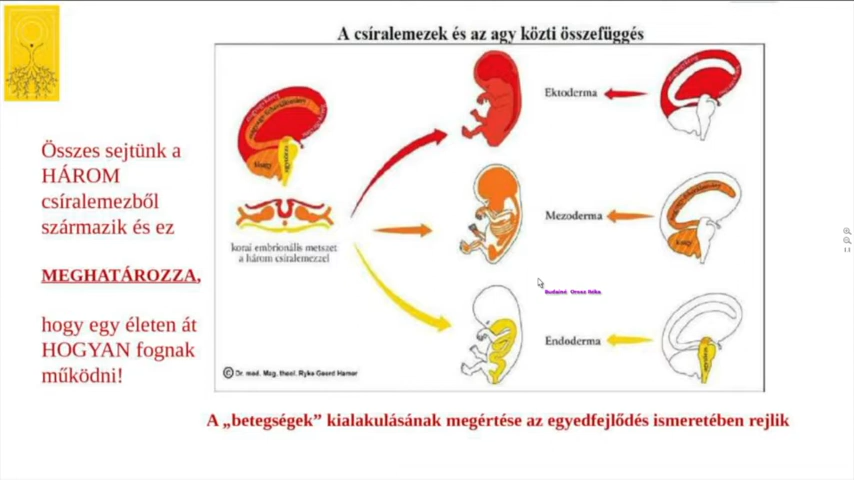 A csíralemezek és az agy közti összefüggés
Összes sejtünk a
HÁROM
csíralemezből
származik és ez
MEGHATÁROZZA,
hogy egy életen át
HOGYAN fognak
működni!
korai embrionális metszet
a három csíralemezzel
Ektoderma
Mezoderma
Endoderma
© Dr. med. Mag. theol. Ryke Geerd Hamer
A „betegségek” kialakulásának megértése az egyedfejlődés ismeretében rejlik